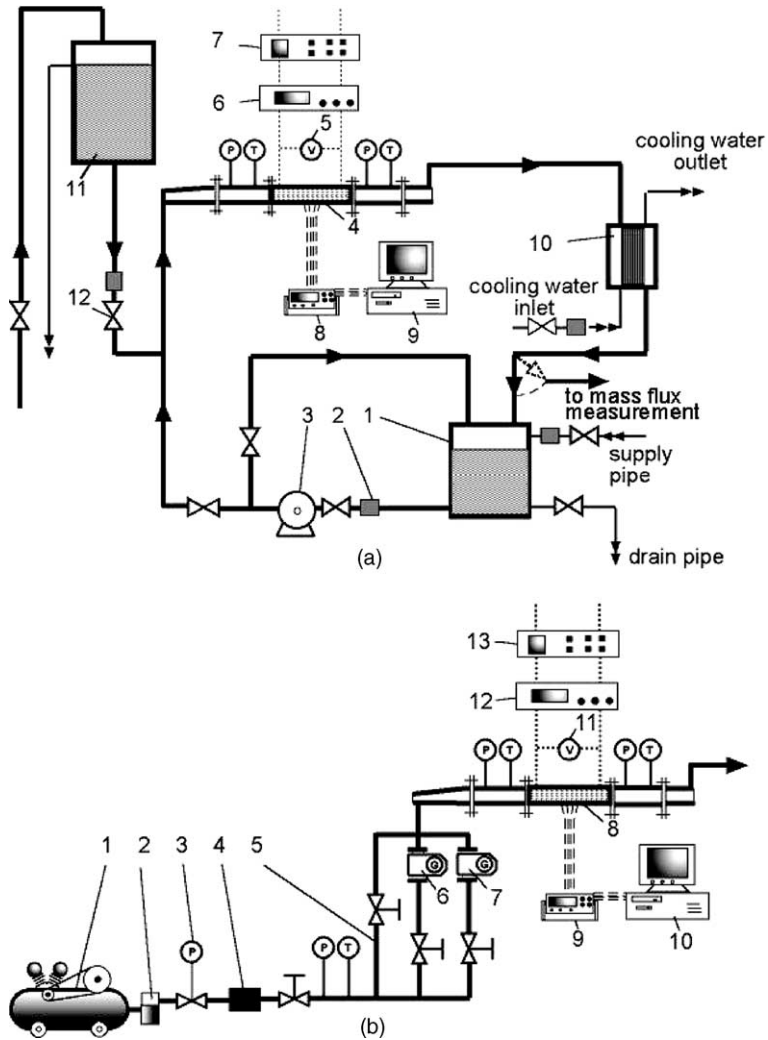 7
6
5
P
T
V
P
T
cooling water
outlet
11
4
10
12
cooling water
inlet
8
9
to mass flux
measurement
3
2
1
supply
pipe
(a)
drain pipe
13
12
11
P
T
V
P
T
8
1
2
3
4
5
G
6
G
7
P
P
T
9
10
(b)